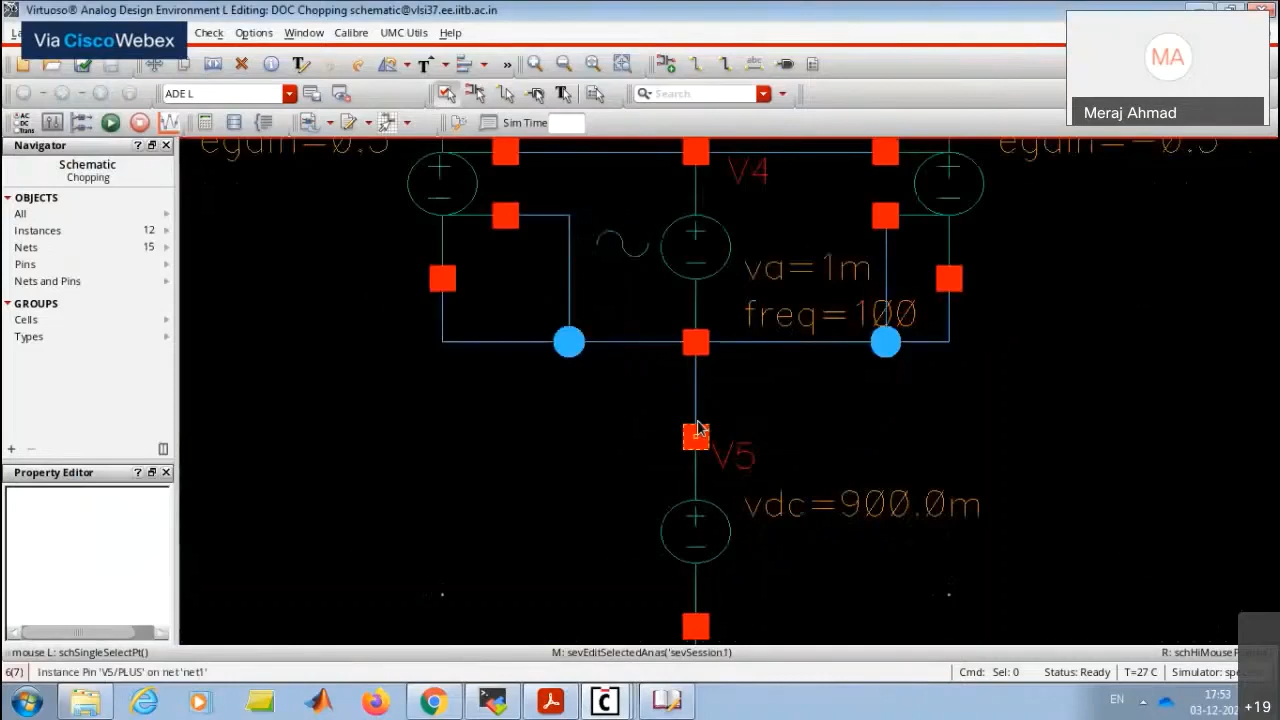 Virtuoso® Analog Design Environment L Editing: DOC Chopping schematic@vlsi37.ee.iitb.ac.in
Via CiscoWebex
Check Options Window Calibre UMC Utils Help
MA
Meraj Ahmad
ADE L
Search
Sim Time
Navigator
Schematic
Chopping
OBJECTS
All
Instances 12
Nets 15
Pins
Nets and Pins
GROUPS
Cells
Types
Property Editor
V4
va=1m
freq=100
V5
vdc=900.0m
mouse L: schSingleSelectPt() M: sevEditSelectedAnas('sevSession1)
6(7) Instance Pin 'V5/PLUS' on net 'net1' Cmd: Sel: 0 Status: Ready T=27 C Simulator:
EN
17:53
+19